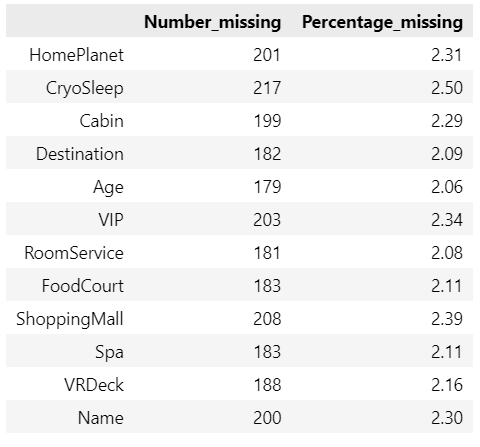 Number_missing Percentage_missing
HomePlanet 201 2.31
CryoSleep 217 2.50
Cabin 199 2.29
Destination 182 2.09
Age 179 2.06
VIP 203 2.34
RoomService 181 2.08
FoodCourt 183 2.11
ShoppingMall 208 2.39
Spa 183 2.11
VRDeck 188 2.16
Name 200 2.30